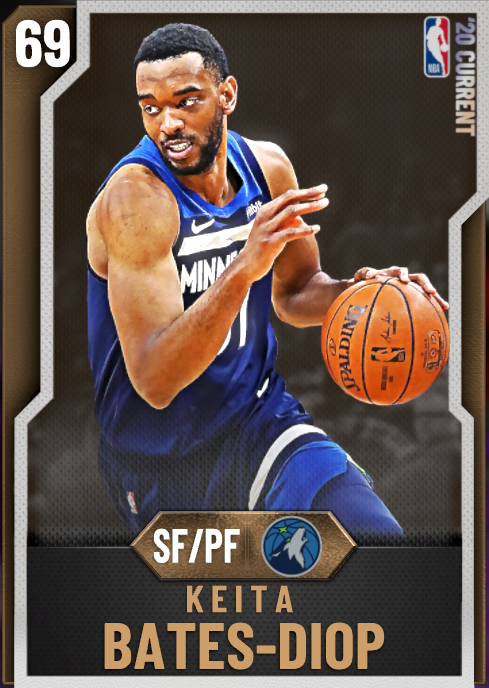 69
'20 CURRENT
NBA
MINN
SPALDING
SF/PF
KEITA
BATES-DIOP